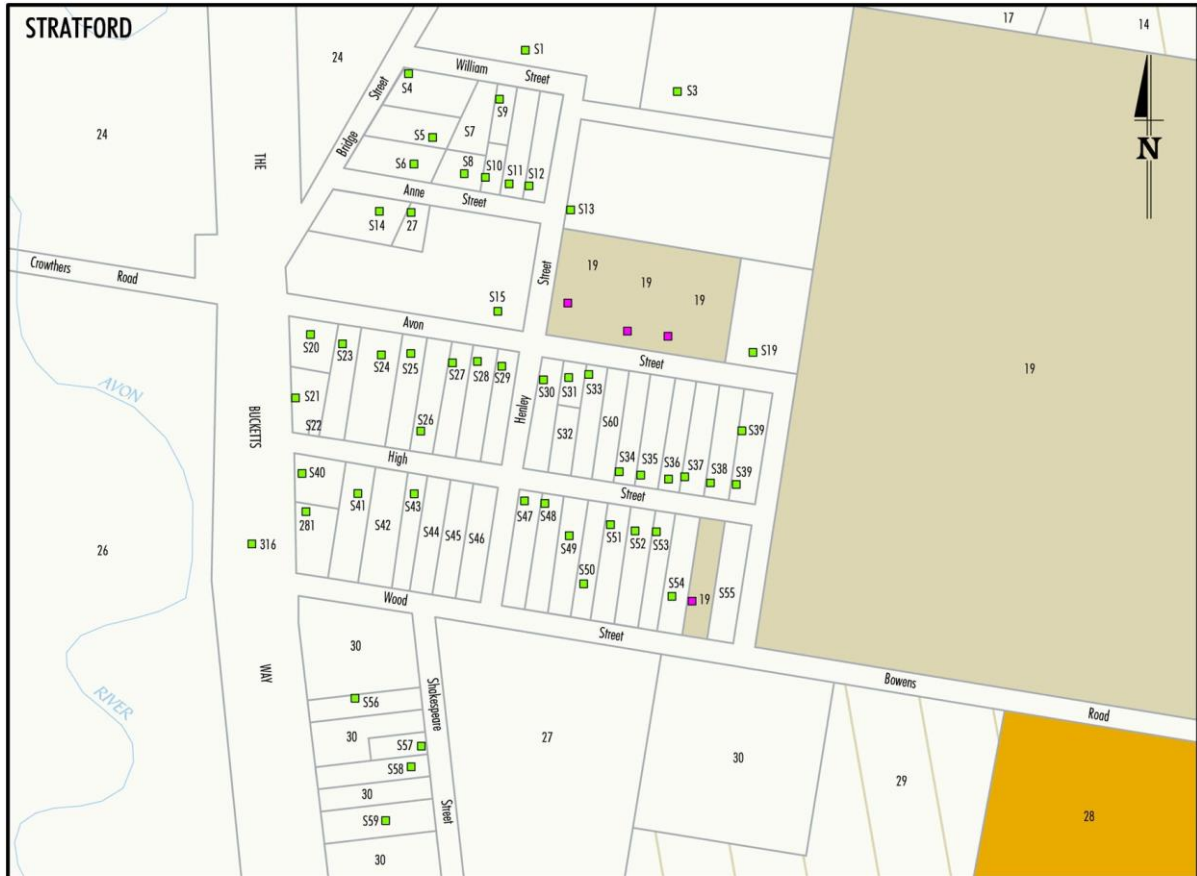 STRATFORD
17
14
24
S1
William Street
S4
S3
24
THE
Bridge Street
S9
S7
S5
S6
S8
S10
S11
S12
N
Anne Street
S14
27
S13
Crowthers Road
Street
19
19
19
S15
Avon Street
S19
19
S20
S23
S24
S25
S27
S28
S29
S30
S31
S33
AVON
S21
BUCKETTS
S22
S26
Henley
S32
S60
S39
High Street
S34
S35
S36
S37
S38
S39
S40
S41
S42
S43
S44
S45
S46
281
S47
S48
S49
S50
S51
S52
S53
S54
19
S55
26
316
Wood Street
30
WAY
RIVER
Shakespeare Street
Bowens Road
S56
30
S57
S58
30
S59
30
27
30
29
28